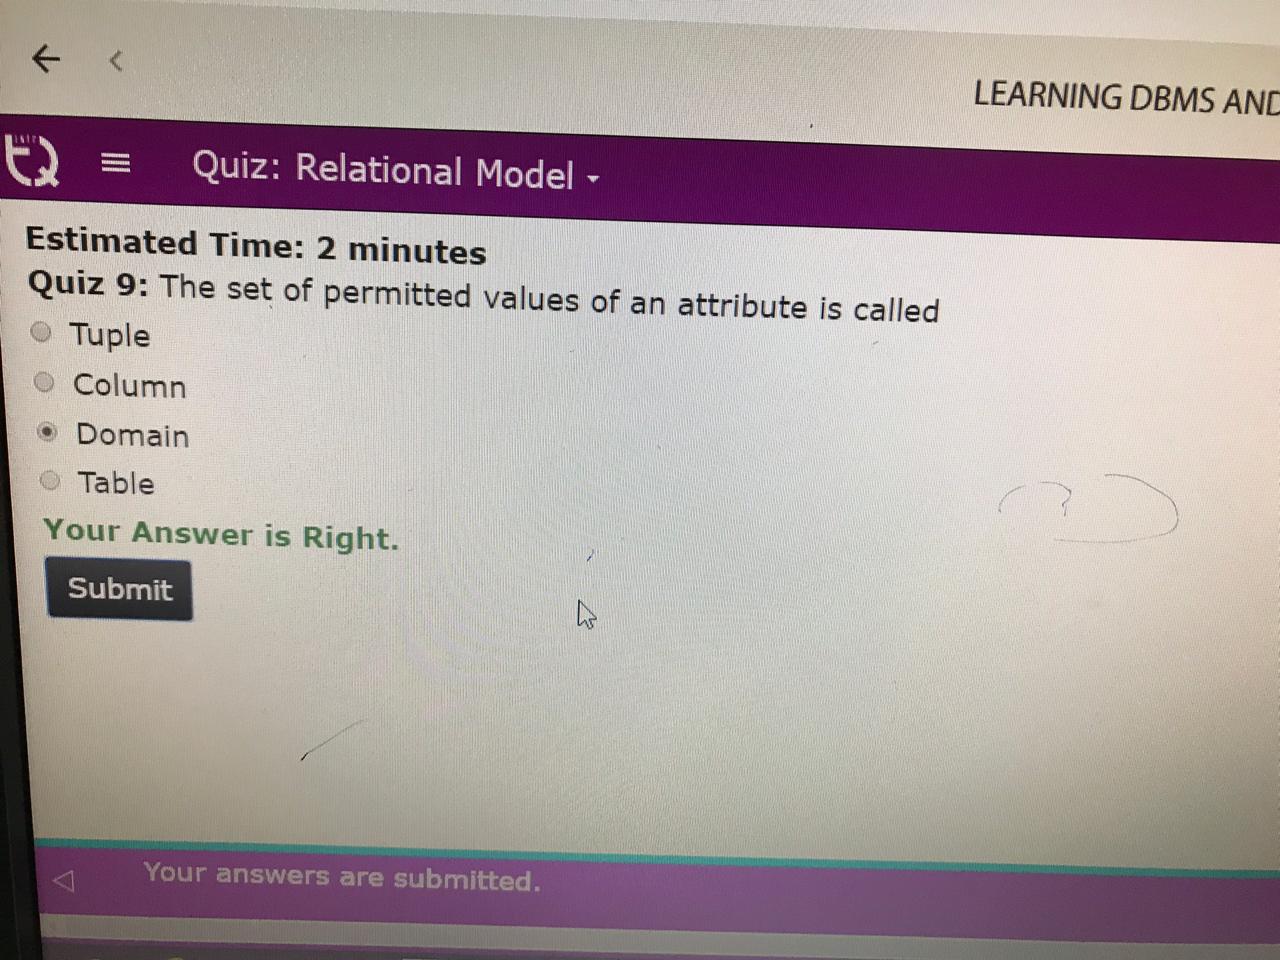 LEARNING DBMS AND
Quiz: Relational Model
Estimated Time: 2 minutes
Quiz 9: The set of permitted values of an attribute is called
Tuple
Column
Domain
Table
Your Answer is Right.
Submit
Your answers are submitted.